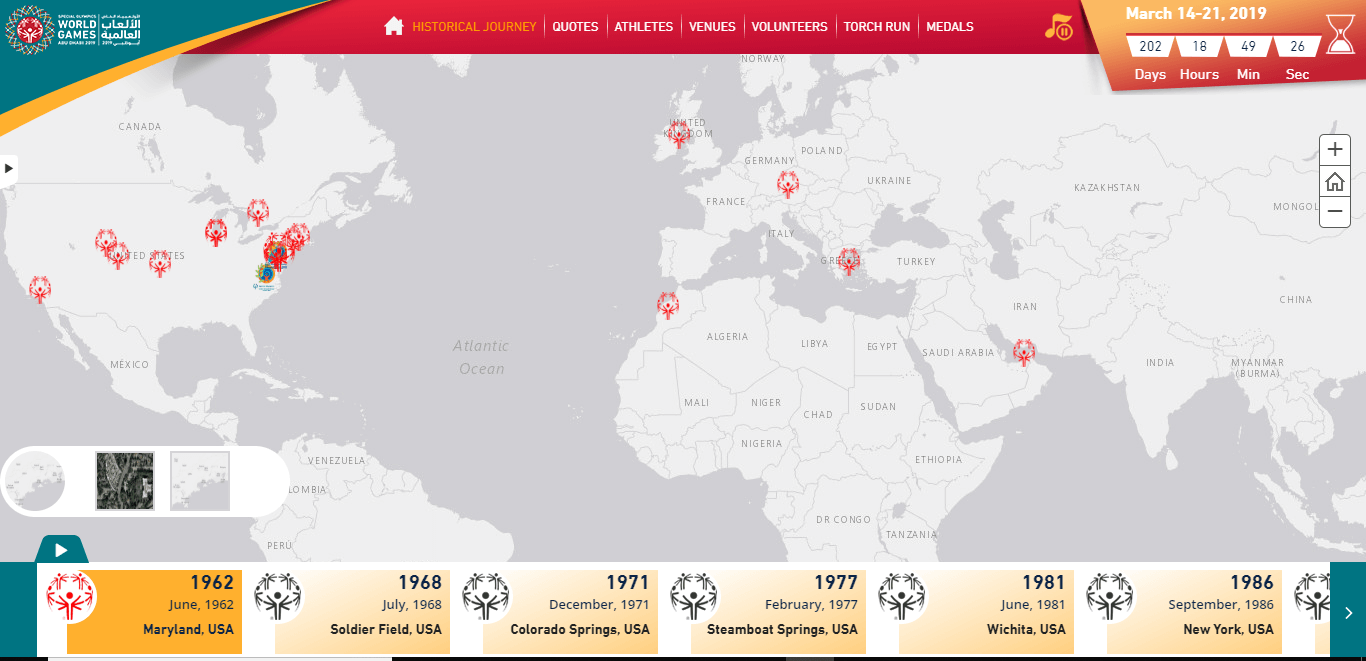 SPECIAL OLYMPICS
WORLD
GAMES
ABU DHABI 2019
الأولمبياد الخاص
الألعاب
العالمية
أبوظبي 2019
HISTORICAL JOURNEY
QUOTES
ATHLETES
VENUES
VOLUNTEERS
TORCH RUN
MEDALS
March 14-21, 2019
202 18 49 26
Days Hours Min Sec
NORWAY
CANADA
UNITED
KINGDOM
POLAND
GERMANY
UKRAINE
KAZAKHSTAN
FRANCE
MONGOL
ITALY
UNITED STATES
GREECE
TURKEY
CHINA
IRAN
ALGERIA
LIBYA
EGYPT
Atlantic
Ocean
SAUDI ARABIA
MÉXICO
INDIA
MYANMAR
(BURMA)
MALI
NIGER
CHAD
SUDAN
NIGERIA
VENEZUELA
ETHIOPIA
LOMBIA
DR CONGO
TANZANIA
PERÚ
+
−
1962
June, 1962
Maryland, USA
1968
July, 1968
Soldier Field, USA
1971
December, 1971
Colorado Springs, USA
1977
February, 1977
Steamboat Springs, USA
1981
June, 1981
Wichita, USA
1986
September, 1986
New York, USA